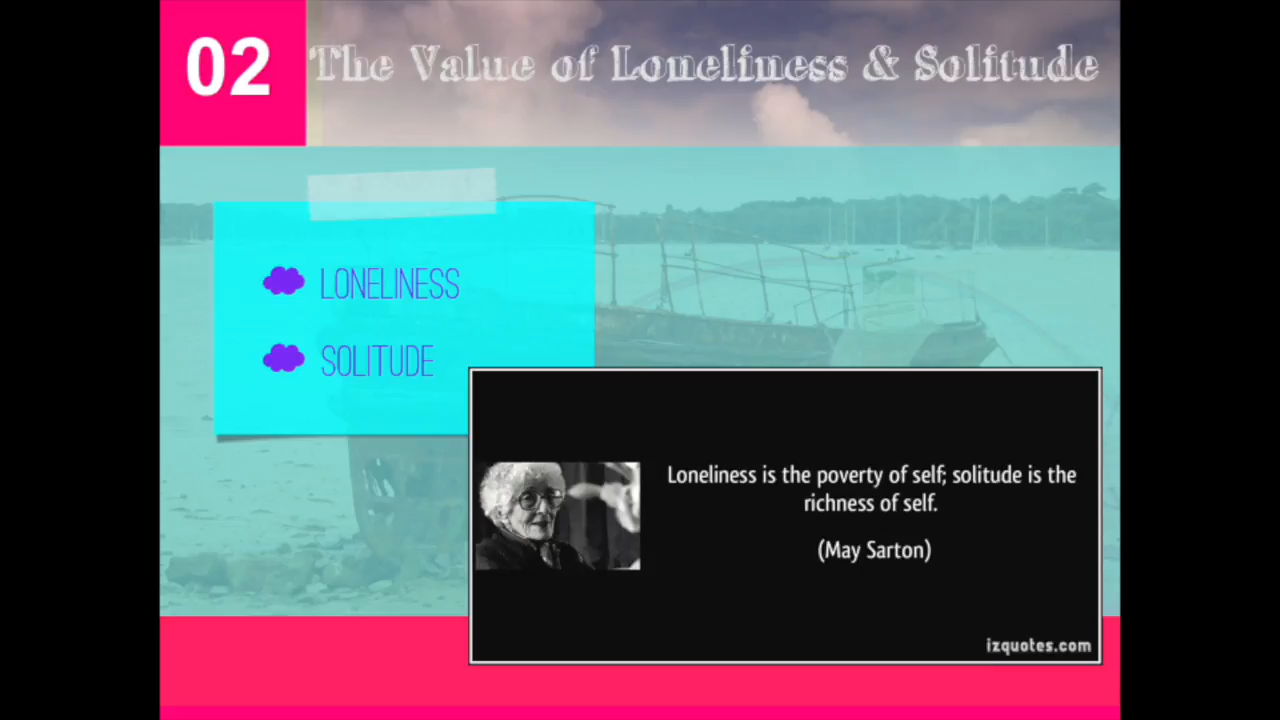 02
The Value of Loneliness & Solitude
LONELINESS
SOLITUDE
Loneliness is the poverty of self; solitude is the
richness of self.
(May Sarton)
izquotes.com